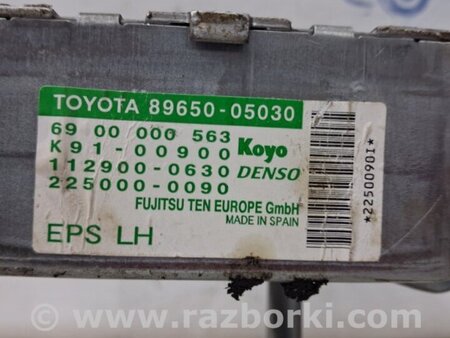 TOYOTA 89650-05030
69 00 000 563
K91-00900 Koyo
112900-0630 DENSO
225000-0090
FUJITSU TEN EUROPE GmbH
MADE IN SPAIN
EPS LH
*2250090I*
www.razborki.com